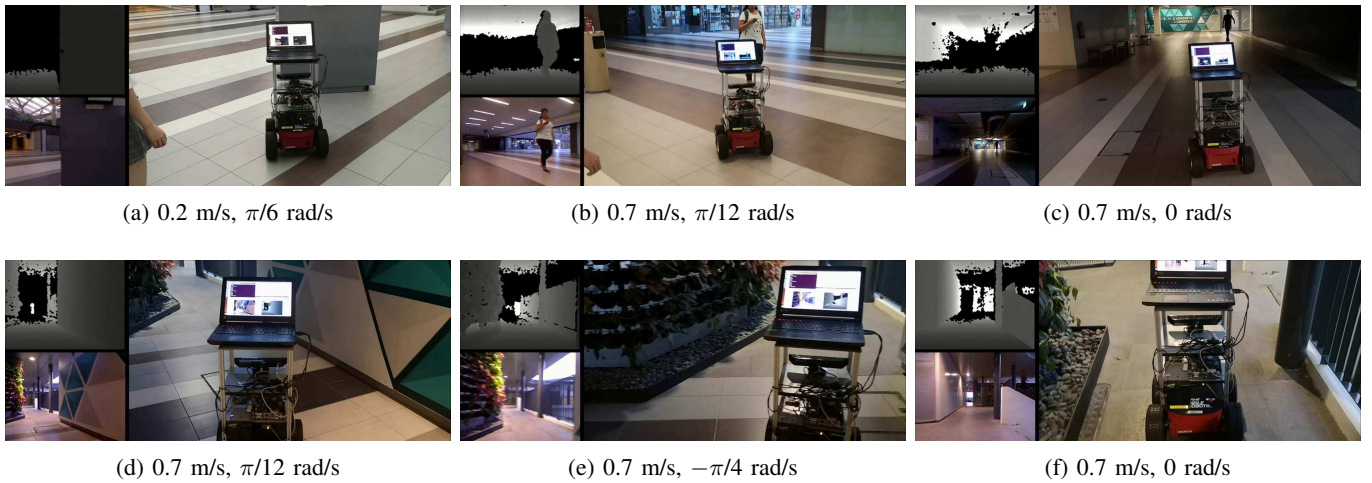 (a) 0.2 m/s, π/6 rad/s
(b) 0.7 m/s, π/12 rad/s
(c) 0.7 m/s, 0 rad/s
(d) 0.7 m/s, π/12 rad/s
(e) 0.7 m/s, −π/4 rad/s
(f) 0.7 m/s, 0 rad/s